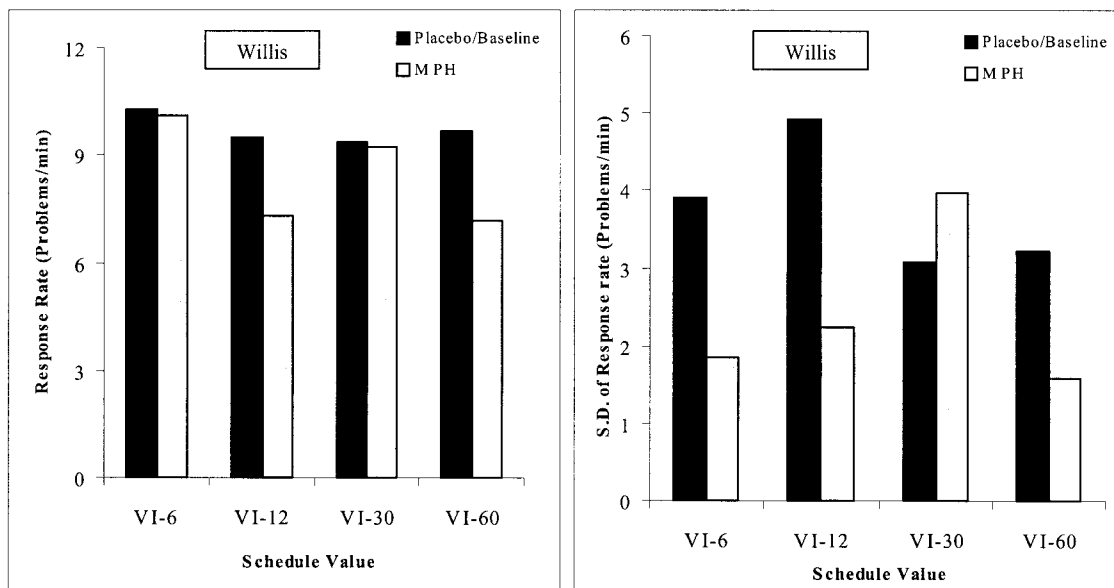 Willis
Placebo/Baseline
MPH
Response Rate (Problems/min)
12
9
6
3
0
VI-6 VI-12 VI-30 VI-60
Schedule Value
Willis
Placebo/Baseline
MPH
S.D. of Response rate (Problems/min)
6
5
4
3
2
1
0
VI-6 VI-12 VI-30 VI-60
Schedule Value